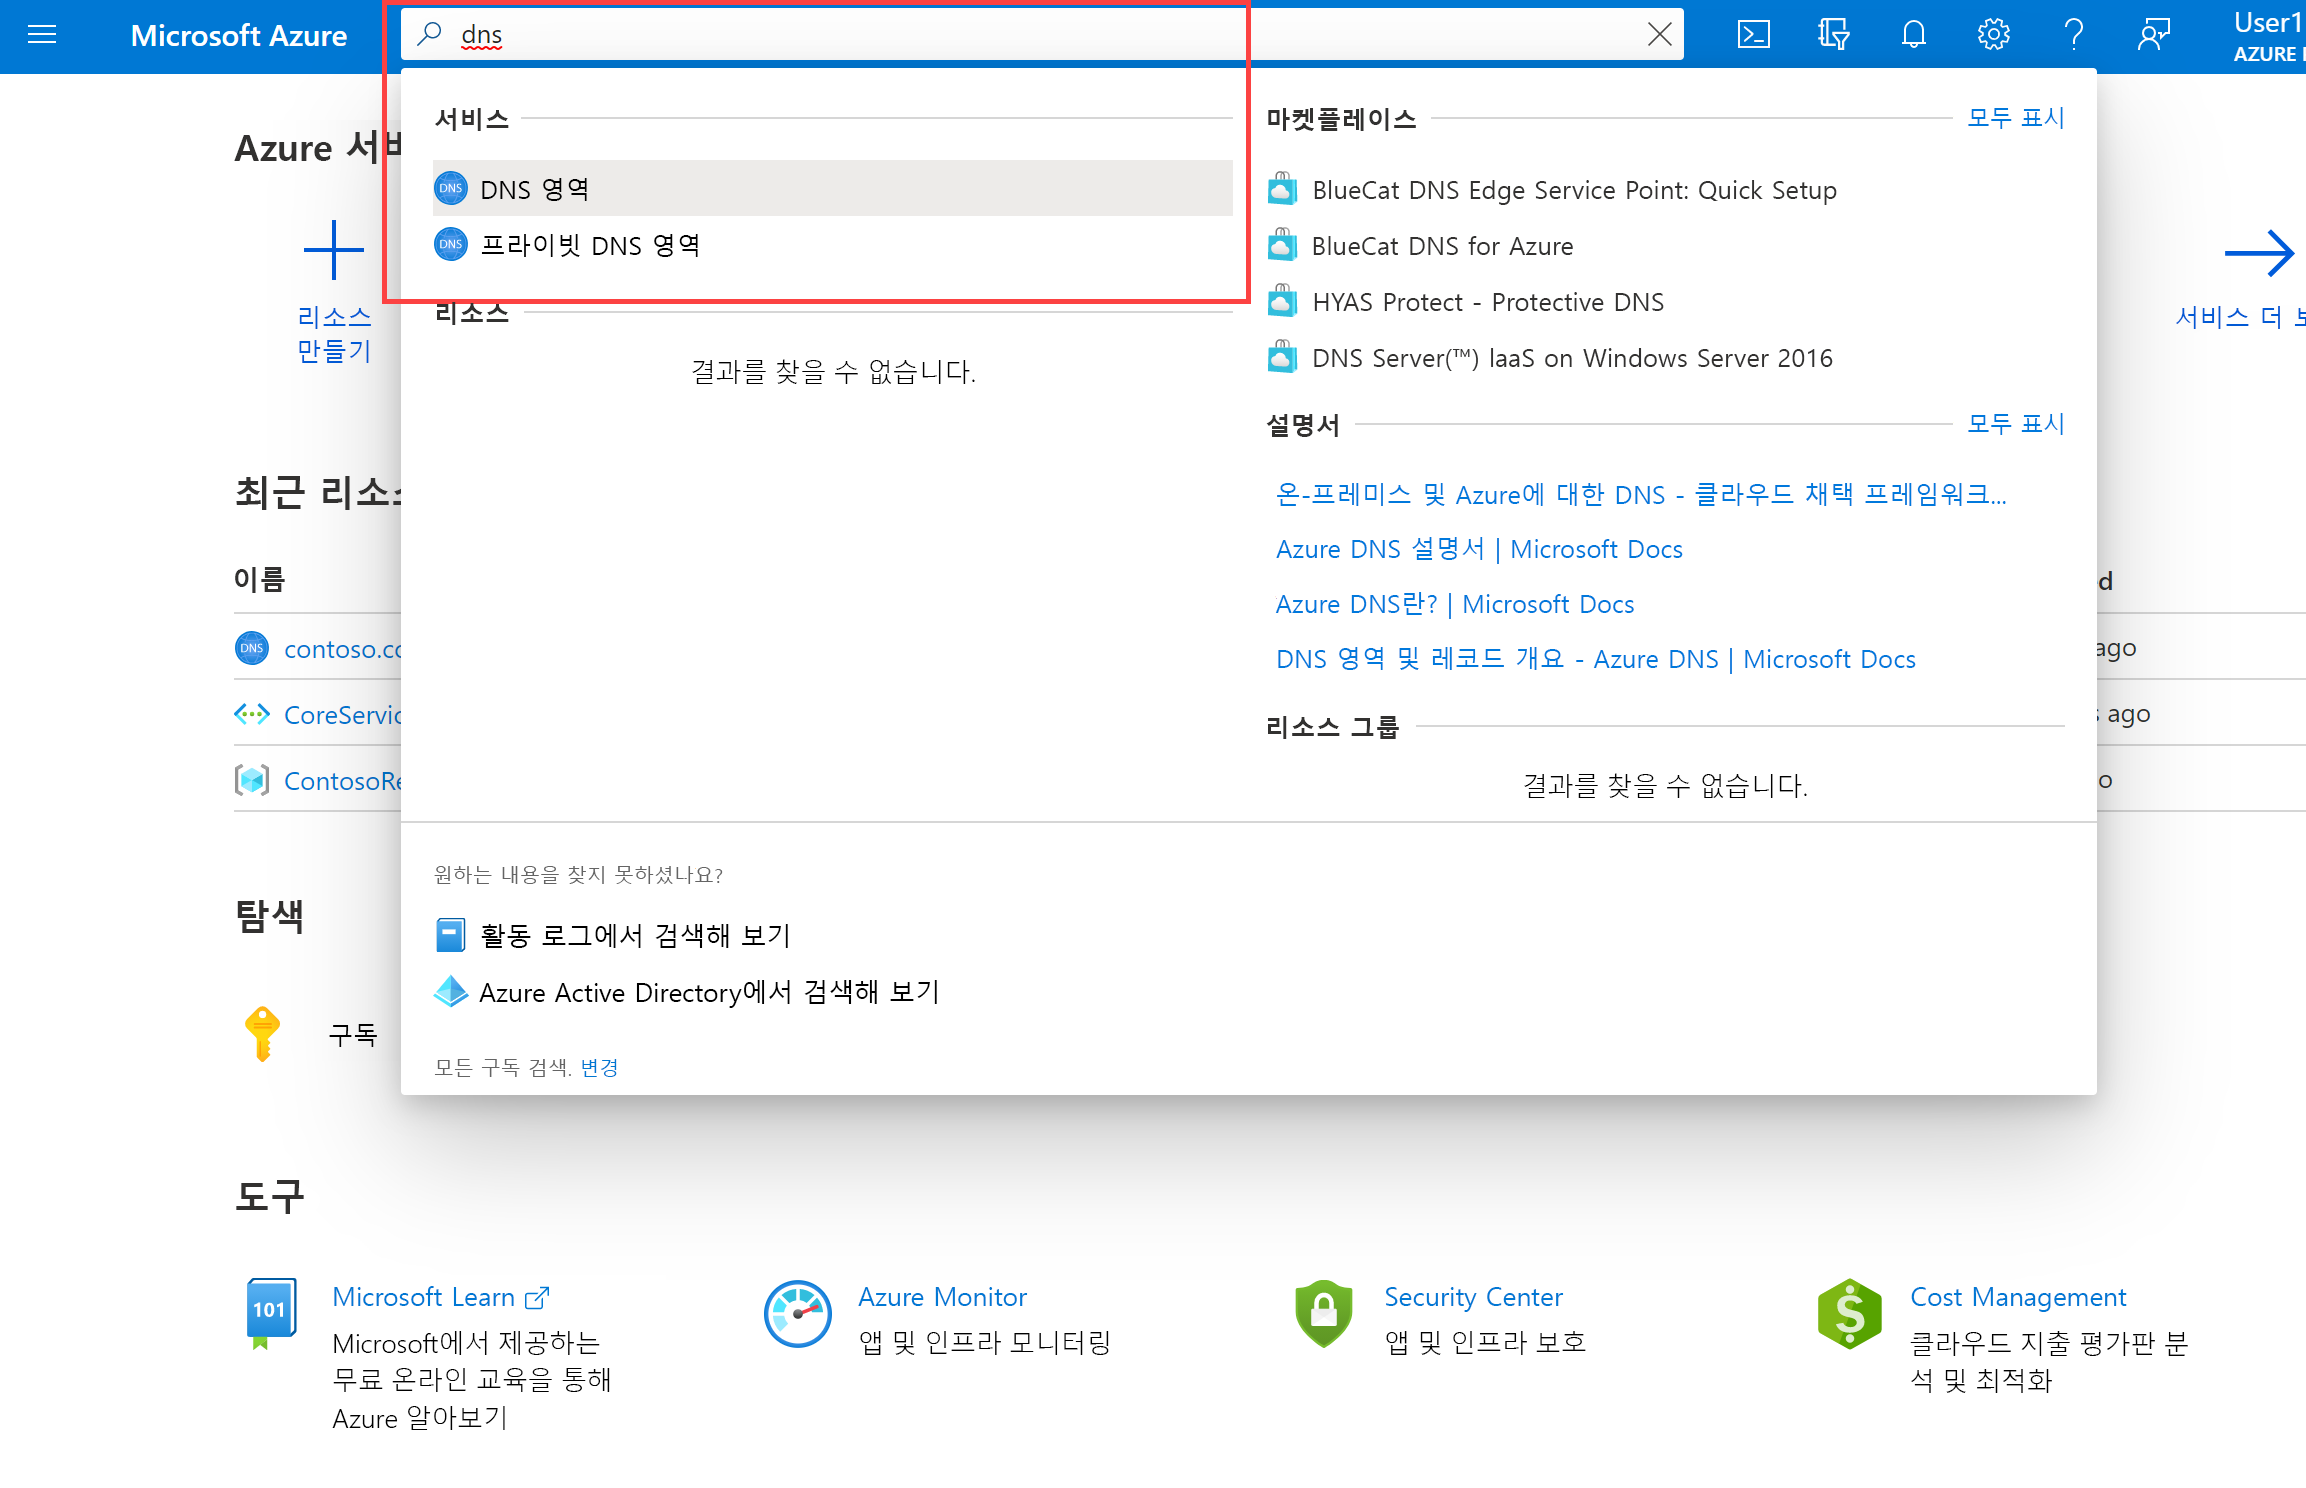 Microsoft Azure
dns
User1
AZURE
서비스
DNS 영역
프라이빗 DNS 영역
리소스
결과를 찾을 수 없습니다.
마켓플레이스
모두 표시
BlueCat DNS Edge Service Point: Quick Setup
BlueCat DNS for Azure
HYAS Protect - Protective DNS
DNS Server(™) IaaS on Windows Server 2016
설명서
모두 표시
온-프레미스 및 Azure에 대한 DNS - 클라우드 채택 프레임워크...
Azure DNS 설명서 | Microsoft Docs
Azure DNS란? | Microsoft Docs
DNS 영역 및 레코드 개요 - Azure DNS | Microsoft Docs
리소스 그룹
결과를 찾을 수 없습니다.
원하는 내용을 찾지 못하셨나요?
활동 로그에서 검색해 보기
Azure Active Directory에서 검색해 보기
모든 구독 검색. 변경
Azure 서비
리소스
만들기
서비스 더 보
최근 리소스
이름
d
DNS
contoso.co
ago
CoreServic
s ago
ContosoRe
o
탐색
구독
도구
101
Microsoft Learn
Microsoft에서 제공하는
무료 온라인 교육을 통해
Azure 알아보기
Azure Monitor
앱 및 인프라 모니터링
Security Center
앱 및 인프라 보호
Cost Management
클라우드 지출 평가판 분
석 및 최적화